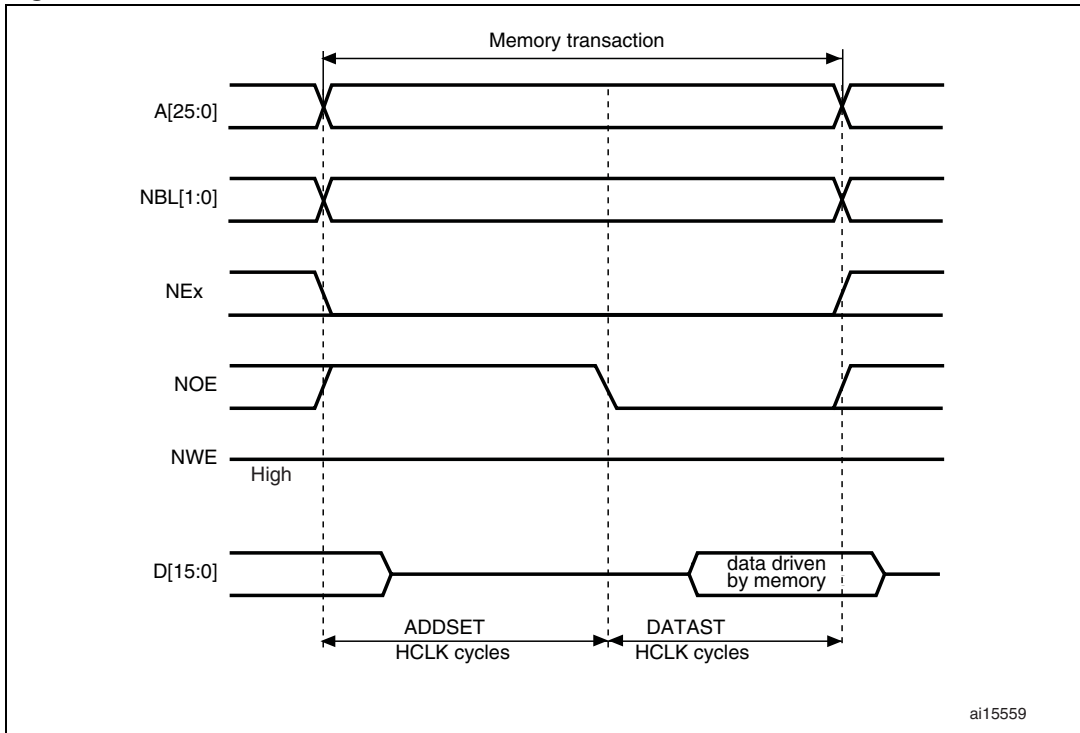 Memory transaction
A[25:0]
NBL[1:0]
NEx
NOE
NWE
High
D[15:0]
data driven
by memory
ADDSET
HCLK cycles
DATAST
HCLK cycles
ai15559